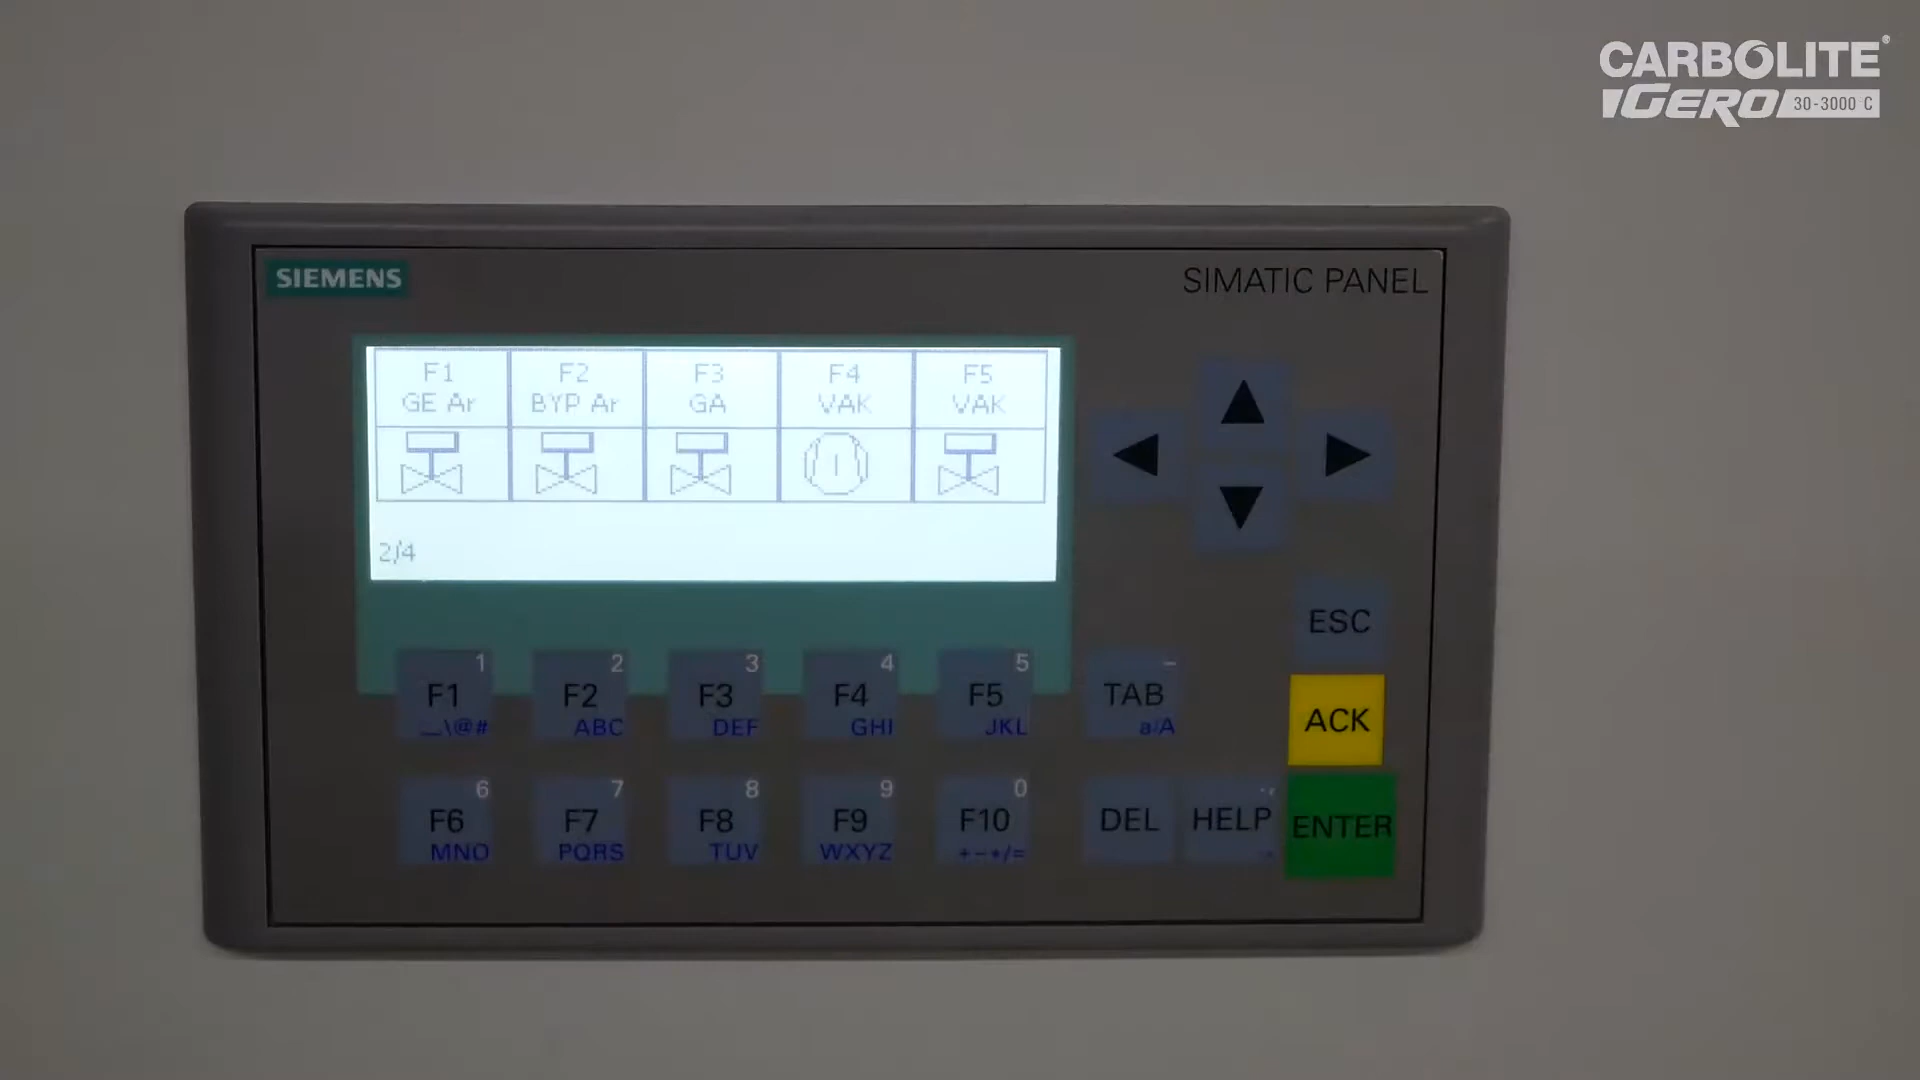 CARBOLITE®
GERO 30-3000°C
SIEMENS
SIMATIC PANEL
F1 F2 F3 F4 F5
GE Ar BYP Ar GA VAK VAK
2/4
ESC
1 2 3 4 5 –
F1 F2 F3 F4 F5 TAB
_\@# ABC DEF GHI JKL a/A
ACK
6 7 8 9 0
F6 F7 F8 F9 F10 DEL HELP ENTER
MNO PQRS TUV WXYZ +-*/=